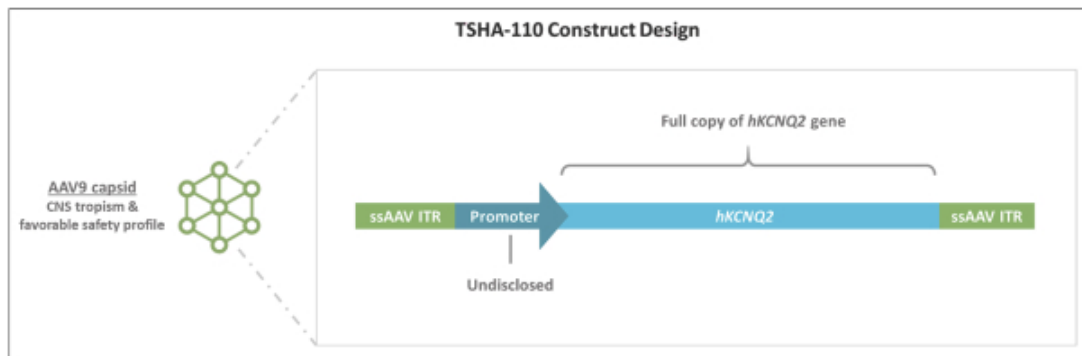 TSHA-110 Construct Design
Full copy of hKCNQ2 gene
AAV9 capsid
CNS tropism &
favorable safety profile
ssAAV ITR
Promoter
hKCNQ2
ssAAV ITR
Undisclosed